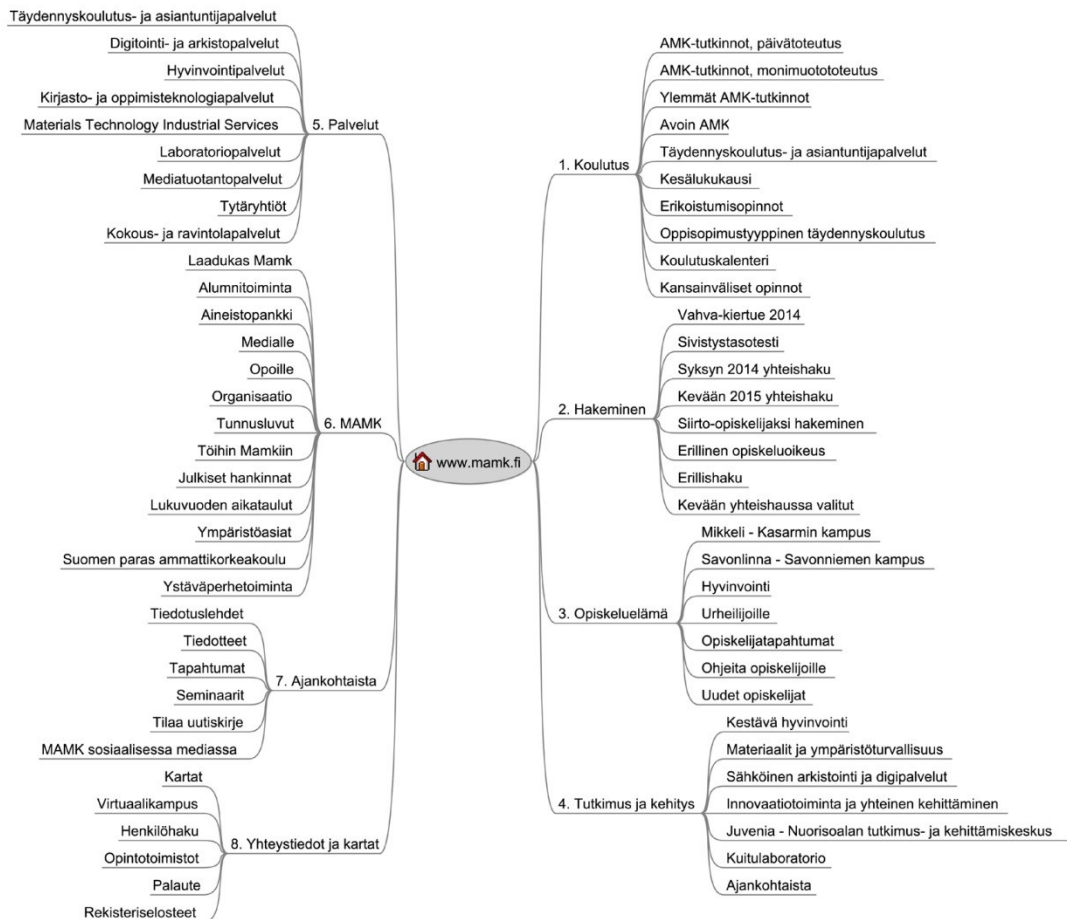 www.mamk.fi
1. Koulutus
AMK-tutkinnot, päivätoteutus
AMK-tutkinnot, monimuotototeutus
Ylemmät AMK-tutkinnot
Avoin AMK
Täydennyskoulutus- ja asiantuntijapalvelut
Kesälukukausi
Erikoistumisopinnot
Oppisopimustyyppinen täydennyskoulutus
Koulutuskalenteri
Kansainväliset opinnot
2. Hakeminen
Vahva-kiertue 2014
Sivistystasotesti
Syksyn 2014 yhteishaku
Kevään 2015 yhteishaku
Siirto-opiskelijaksi hakeminen
Erillinen opiskeluoikeus
Erillishaku
Kevään yhteishaussa valitut
3. Opiskeluelämä
Mikkeli - Kasarmin kampus
Savonlinna - Savonniemen kampus
Hyvinvointi
Urheilijoille
Opiskelijatapahtumat
Ohjeita opiskelijoille
Uudet opiskelijat
4. Tutkimus ja kehitys
Kestävä hyvinvointi
Materiaalit ja ympäristöturvallisuus
Sähköinen arkistointi ja digipalvelut
Innovaatiotoiminta ja yhteinen kehittäminen
Juvenia - Nuorisoalan tutkimus- ja kehittämiskeskus
Kuitulaboratorio
Ajankohtaista
5. Palvelut
Täydennyskoulutus- ja asiantuntijapalvelut
Digitointi- ja arkistopalvelut
Hyvinvointipalvelut
Kirjasto- ja oppimisteknologiapalvelut
Materials Technology Industrial Services
Laboratoriopalvelut
Mediatuotantopalvelut
Tytäryhtiöt
Kokous- ja ravintolapalvelut
6. MAMK
Laadukas Mamk
Alumnitoiminta
Aineistopankki
Medialle
Opoille
Organisaatio
Tunnusluvut
Töihin Mamkiin
Julkiset hankinnat
Lukuvuoden aikataulut
Ympäristöasiat
Suomen paras ammattikorkeakoulu
Ystäväperhetoiminta
7. Ajankohtaista
Tiedotuslehdet
Tiedotteet
Tapahtumat
Seminaarit
Tilaa uutiskirje
MAMK sosiaalisessa mediassa
8. Yhteystiedot ja kartat
Kartat
Virtuaalikampus
Henkilöhaku
Opintotoimistot
Palaute
Rekisteriselosteet